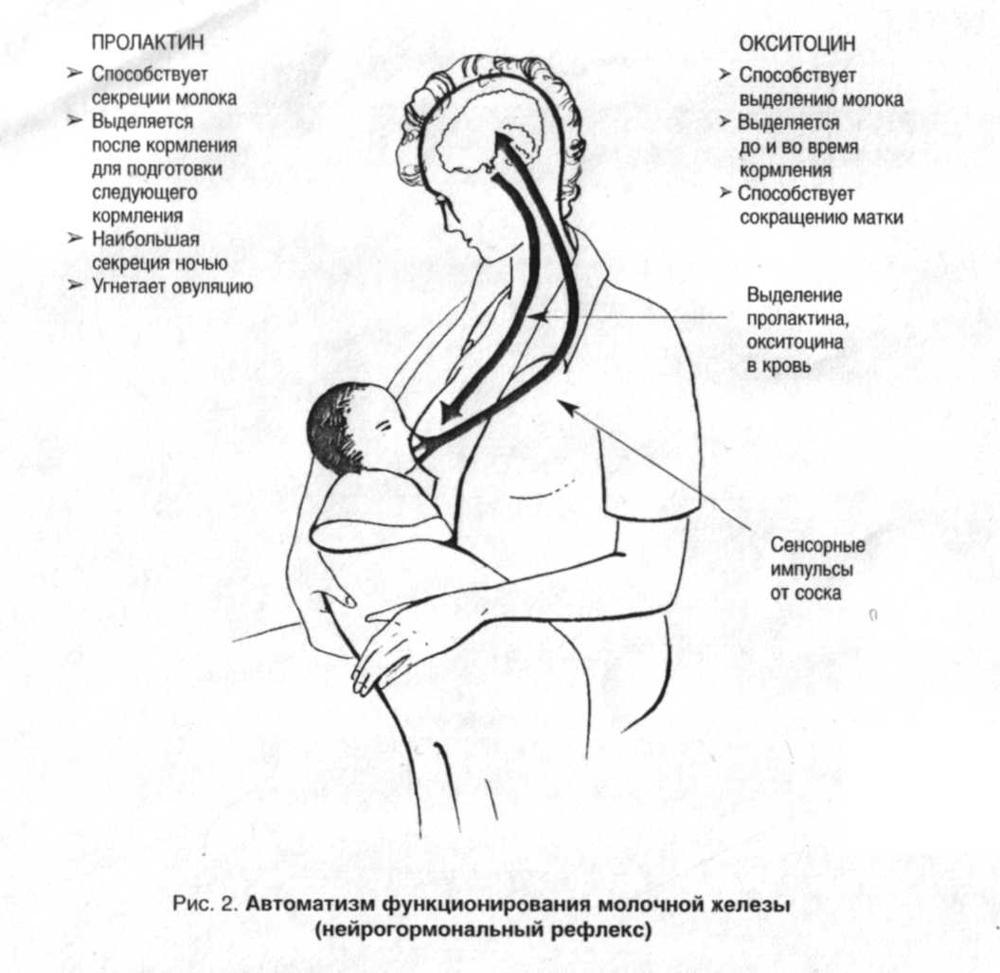 ПРОЛАКТИН
➢ Способствует
секреции молока
➢ Выделяется
после кормления
для подготовки
следующего
кормления
➢ Наибольшая
секреция ночью
➢ Угнетает овуляцию
ОКСИТОЦИН
➢ Способствует
выделению молока
➢ Выделяется
до и во время
кормления
➢ Способствует
сокращению матки
Выделение
пролактина,
окситоцина
в кровь
Сенсорные
импульсы
от соска
Рис. 2. Автоматизм функционирования молочной железы
(нейрогормональный рефлекс)